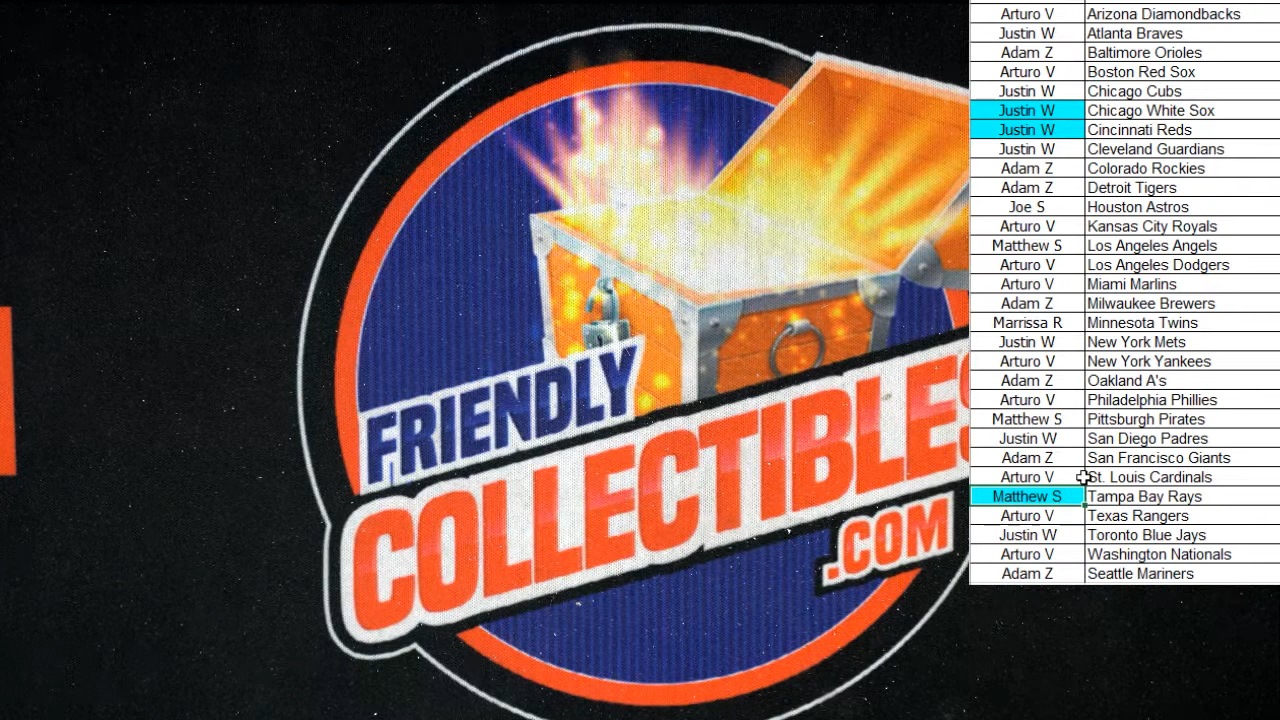 FRIENDLY
COLLECTIBLES
.COM
Arturo V Arizona Diamondbacks
Justin W Atlanta Braves
Adam Z Baltimore Orioles
Arturo V Boston Red Sox
Justin W Chicago Cubs
Justin W Chicago White Sox
Justin W Cincinnati Reds
Justin W Cleveland Guardians
Adam Z Colorado Rockies
Adam Z Detroit Tigers
Joe S Houston Astros
Arturo V Kansas City Royals
Matthew S Los Angeles Angels
Arturo V Los Angeles Dodgers
Arturo V Miami Marlins
Adam Z Milwaukee Brewers
Marrissa R Minnesota Twins
Justin W New York Mets
Arturo V New York Yankees
Adam Z Oakland A's
Arturo V Philadelphia Phillies
Matthew S Pittsburgh Pirates
Justin W San Diego Padres
Adam Z San Francisco Giants
Arturo V St. Louis Cardinals
Matthew S Tampa Bay Rays
Arturo V Texas Rangers
Justin W Toronto Blue Jays
Arturo V Washington Nationals
Adam Z Seattle Mariners